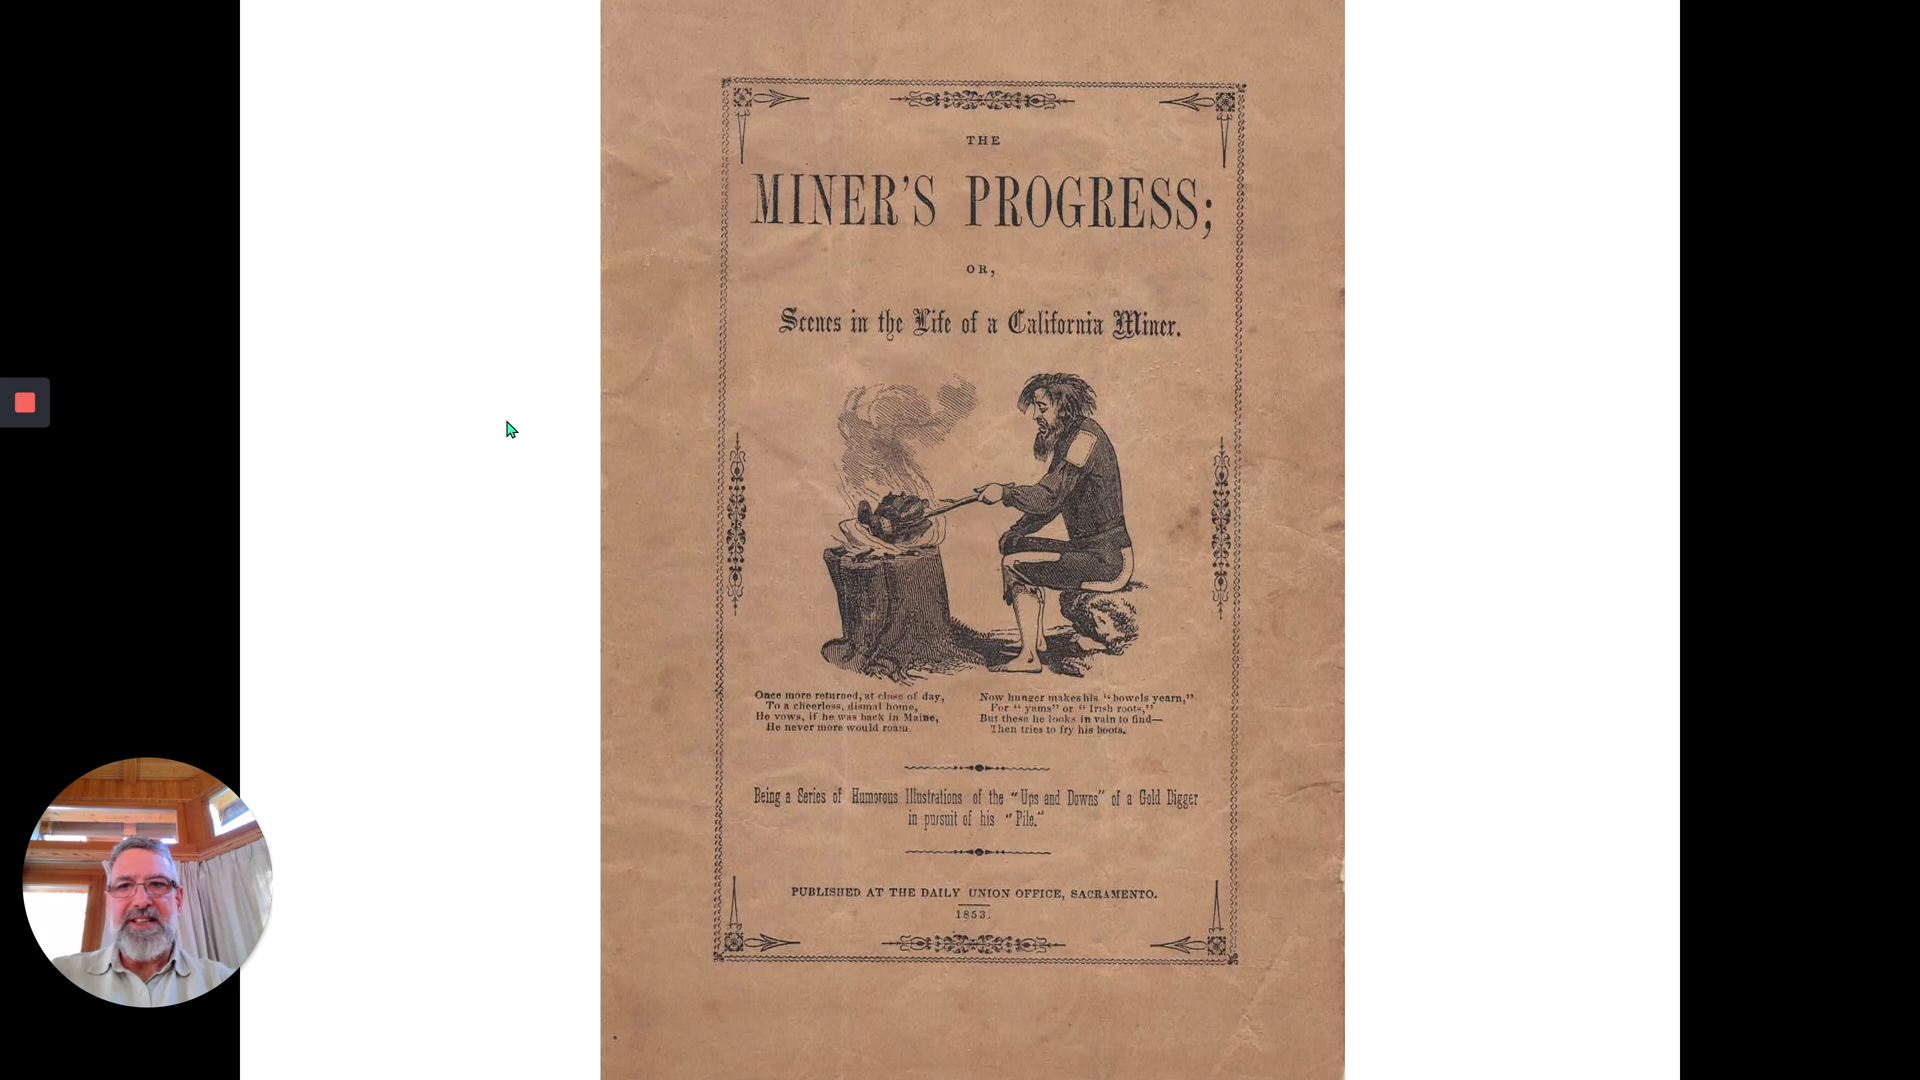 THE
MINER'S PROGRESS;
OR,
Scenes in the Life of a California Miner.
Once more returned, at close of day,
To a cheerless, dismal home,
He vows, if he was back in Maine,
He never more would roam.
Now hunger makes his "bowels yearn,"
For "yams" or "Irish roots,"
But these he looks in vain to find—
Then tries to fry his boots.
Being a Series of Humorous Illustrations of the "Ups and Downs" of a Gold Digger
in pursuit of his "Pile."
PUBLISHED AT THE DAILY UNION OFFICE, SACRAMENTO.
1853.